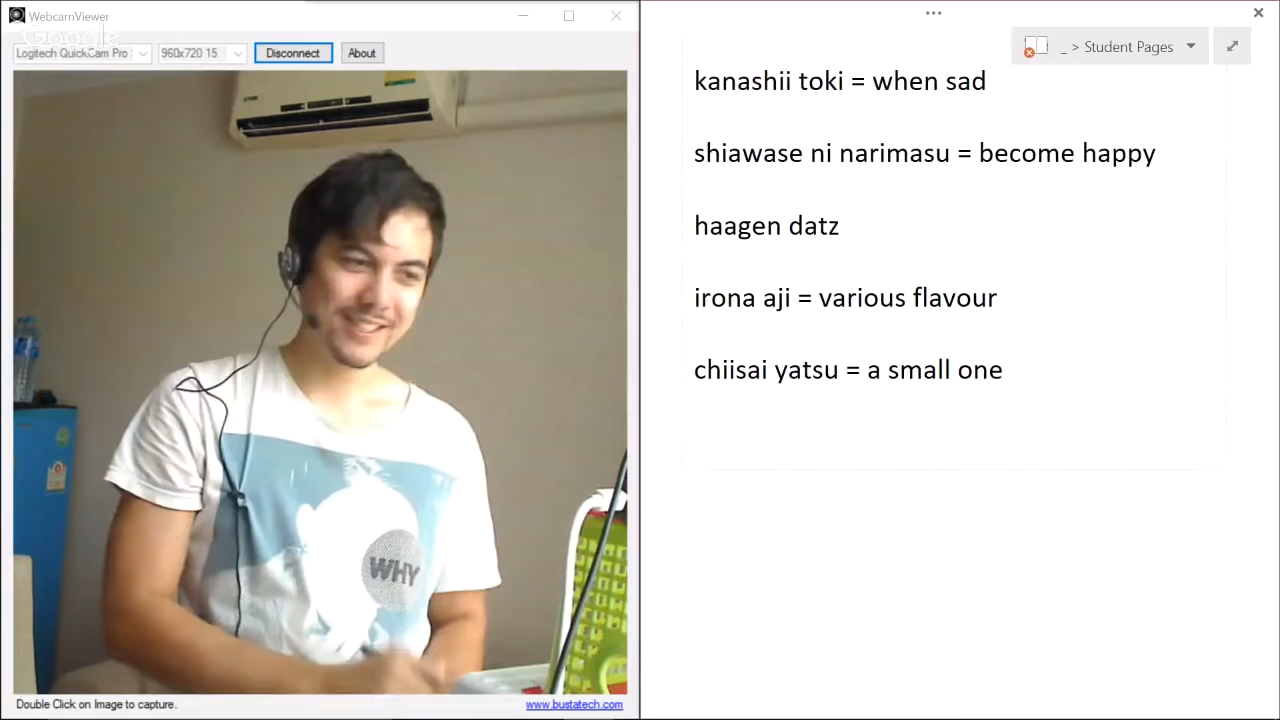 WebcamViewer
Google
Logitech QuickCam Pro
960x720 15
Disconnect
About
WHY
Double Click on Image to capture.
www.bustatech.com
_ > Student Pages
kanashii toki = when sad
shiawase ni narimasu = become happy
haagen datz
irona aji = various flavour
chiisai yatsu = a small one